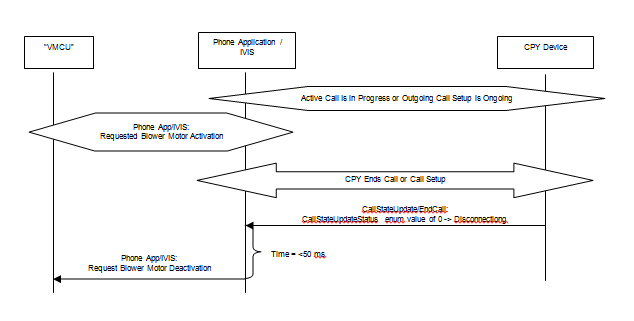 "VMCU"
Phone Application /
IVIS
CPY Device
Active Call Is In Progress or Outgoing Call Setup Is Ongoing
Phone App/IVIS:
Requested Blower Motor Activation
CPY Ends Call or Call Setup
CallStateUpdate/EndCall:
CallStateUpdateStatus enum value of 0 -> Disconnectiong.
Time = <50 ms.
Phone App/IVIS:
Request Blower Motor Deactivation